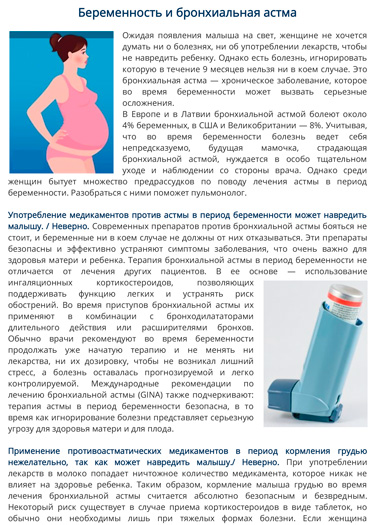 Беременность и бронхиальная астма
Ожидая появления малыша на свет, женщине не хочется
думать ни о болезнях, ни об употреблении лекарств, чтобы
не навредить ребенку. Однако есть болезнь, игнорировать
которую в течение 9 месяцев нельзя ни в коем случае. Это
бронхиальная астма — хроническое заболевание, которое
во время беременности может вызвать серьезные
осложнения.
В Европе и в Латвии бронхиальной астмой болеют около
4% беременных, в США и Великобритании — 8%. Учитывая,
что во время беременности болезнь ведет себя
непредсказуемо, будущая мамочка, страдающая
бронхиальной астмой, нуждается в особо тщательном
уходе и наблюдении со стороны врача. Однако среди
женщин бытует множество предрассудков по поводу лечения астмы в период
беременности. Разобраться с ними поможет пульмонолог.
Употребление медикаментов против астмы в период беременности может навредить
малышу. / Неверно. Современных препаратов против бронхиальной астмы бояться не
стоит, и беременные ни в коем случае не должны от них отказываться. Эти препараты
безопасны и эффективно устраняют симптомы заболевания, что очень важно для
здоровья матери и ребенка. Терапия бронхиальной астмы в период беременности не
отличается от лечения других пациентов. В ее основе — использование
ингаляционных кортикостероидов, позволяющих
поддерживать функцию легких и устранять риск
обострений. Во время приступов бронхиальной астмы их
применяют в комбинации с бронходилататорами
длительного действия или расширителями бронхов.
Обычно врачи рекомендуют во время беременности
продолжать уже начатую терапию и не менять ни
лекарства, ни их дозировку, чтобы не возникал лишний
стресс, а болезнь оставалась прогнозируемой и легко
контролируемой. Международные рекомендации по
лечению бронхиальной астмы (GINA) также подчеркивают:
терапия астмы в период беременности безопасна, в то
время как игнорирование болезни представляет серьезную
угрозу для здоровья матери и для плода.
Применение противоастматических медикаментов в период кормления грудью
нежелательно, так как может навредить малышу./ Неверно. При употреблении
лекарств в молоко попадает ничтожное количество медикамента, которое никак не
влияет на здоровье ребенка. Таким образом, кормление малыша грудью во время
лечения бронхиальной астмы считается абсолютно безопасным и безвредным.
Некоторый риск существует в случае приема кортикостероидов в виде таблеток, но
обычно они необходимы лишь при тяжелых формах болезни. Если женщина